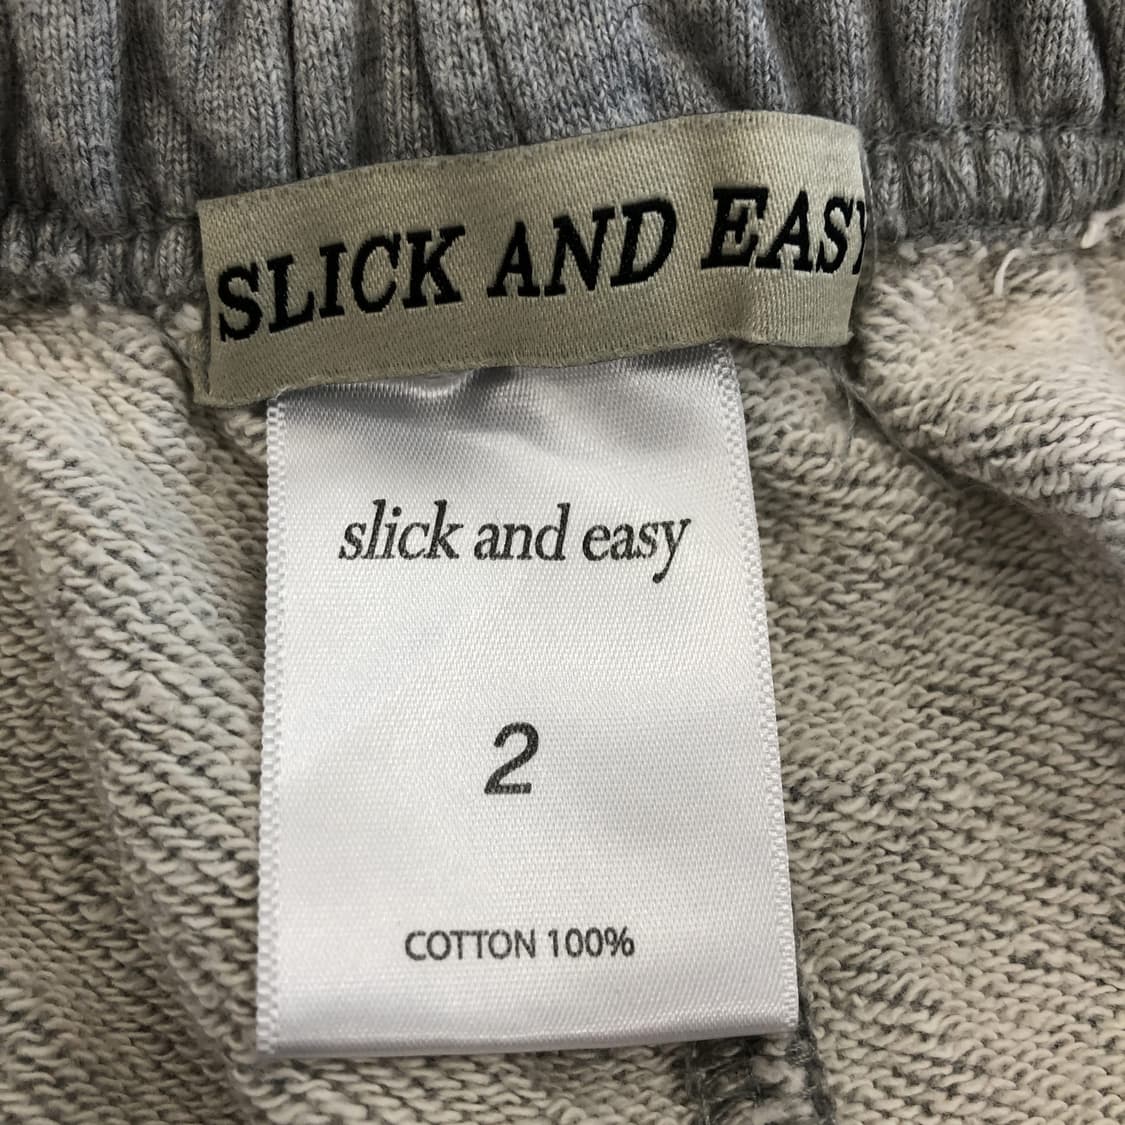 SLICK AND EASY
slick and easy
2
COTTON 100%